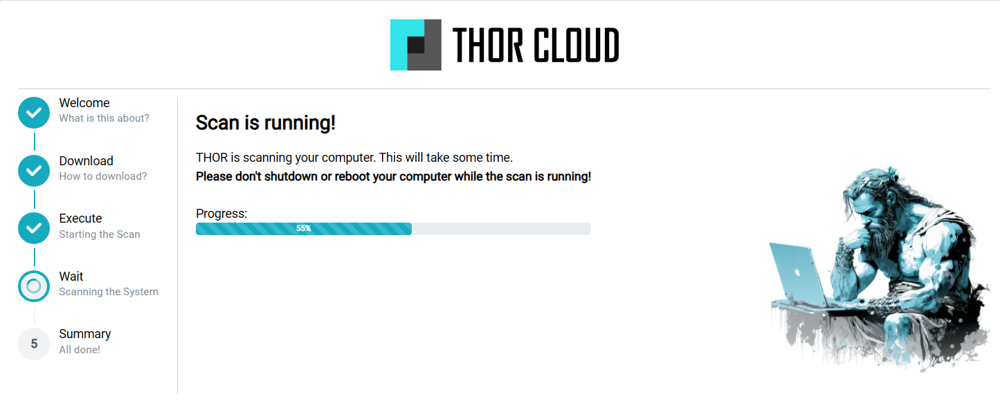 THOR CLOUD
Welcome
What is this about?
Download
How to download?
Execute
Starting the Scan
Wait
Scanning the System
5
Summary
All done!
Scan is running!
THOR is scanning your computer. This will take some time.
Please don't shutdown or reboot your computer while the scan is running!
Progress:
55%